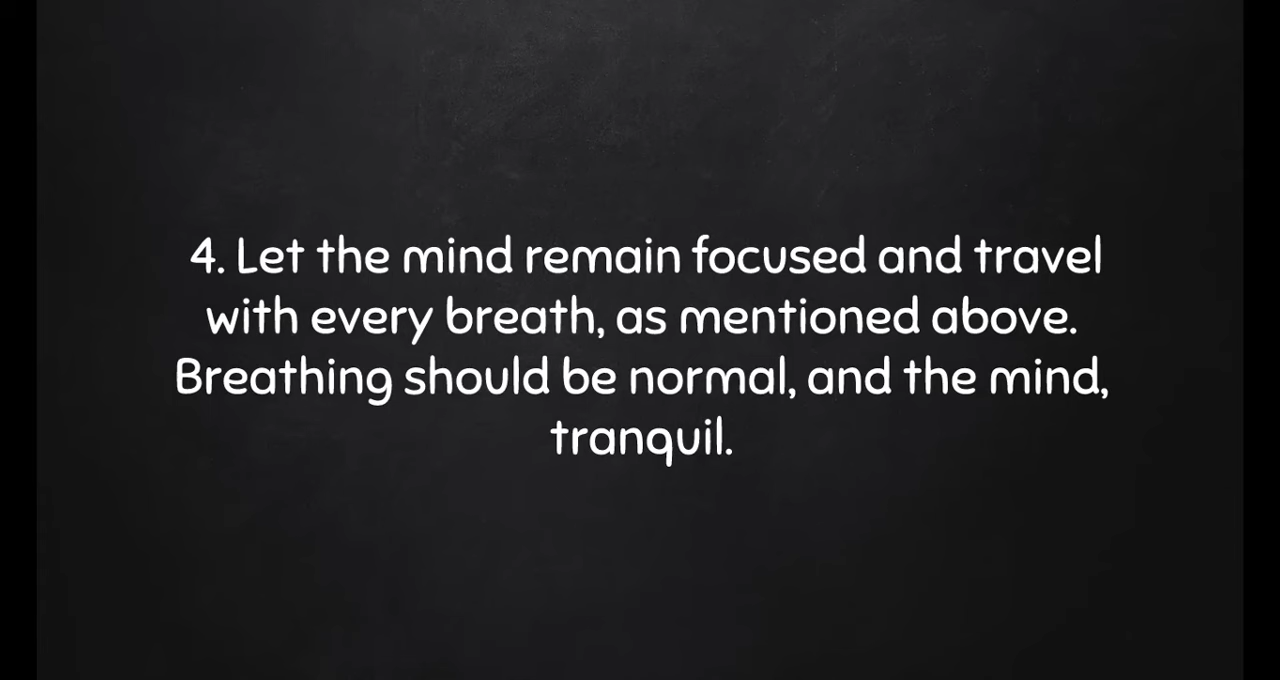 4. Let the mind remain focused and travel
with every breath, as mentioned above.
Breathing should be normal, and the mind,
tranquil.